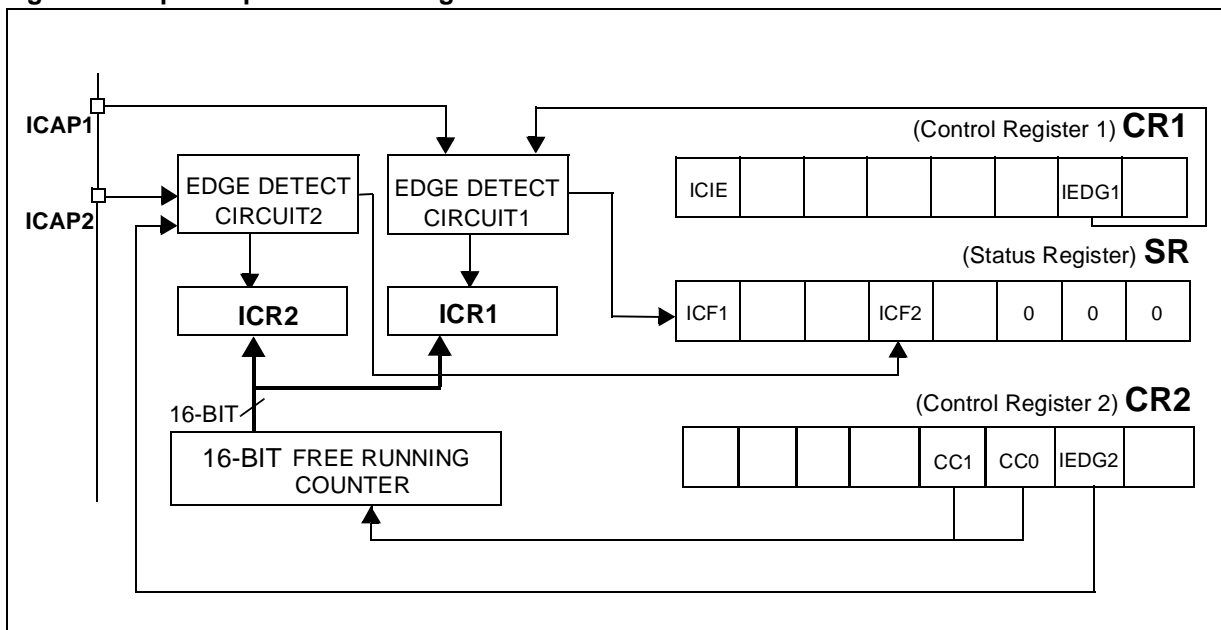 ICAP1
ICAP2
EDGE DETECT
CIRCUIT2
EDGE DETECT
CIRCUIT1
(Control Register 1) CR1
ICIE
IEDG1
(Status Register) SR
ICR2
ICR1
ICF1
ICF2
0
0
0
16-BIT
(Control Register 2) CR2
16-BIT FREE RUNNING
COUNTER
CC1
CC0
IEDG2